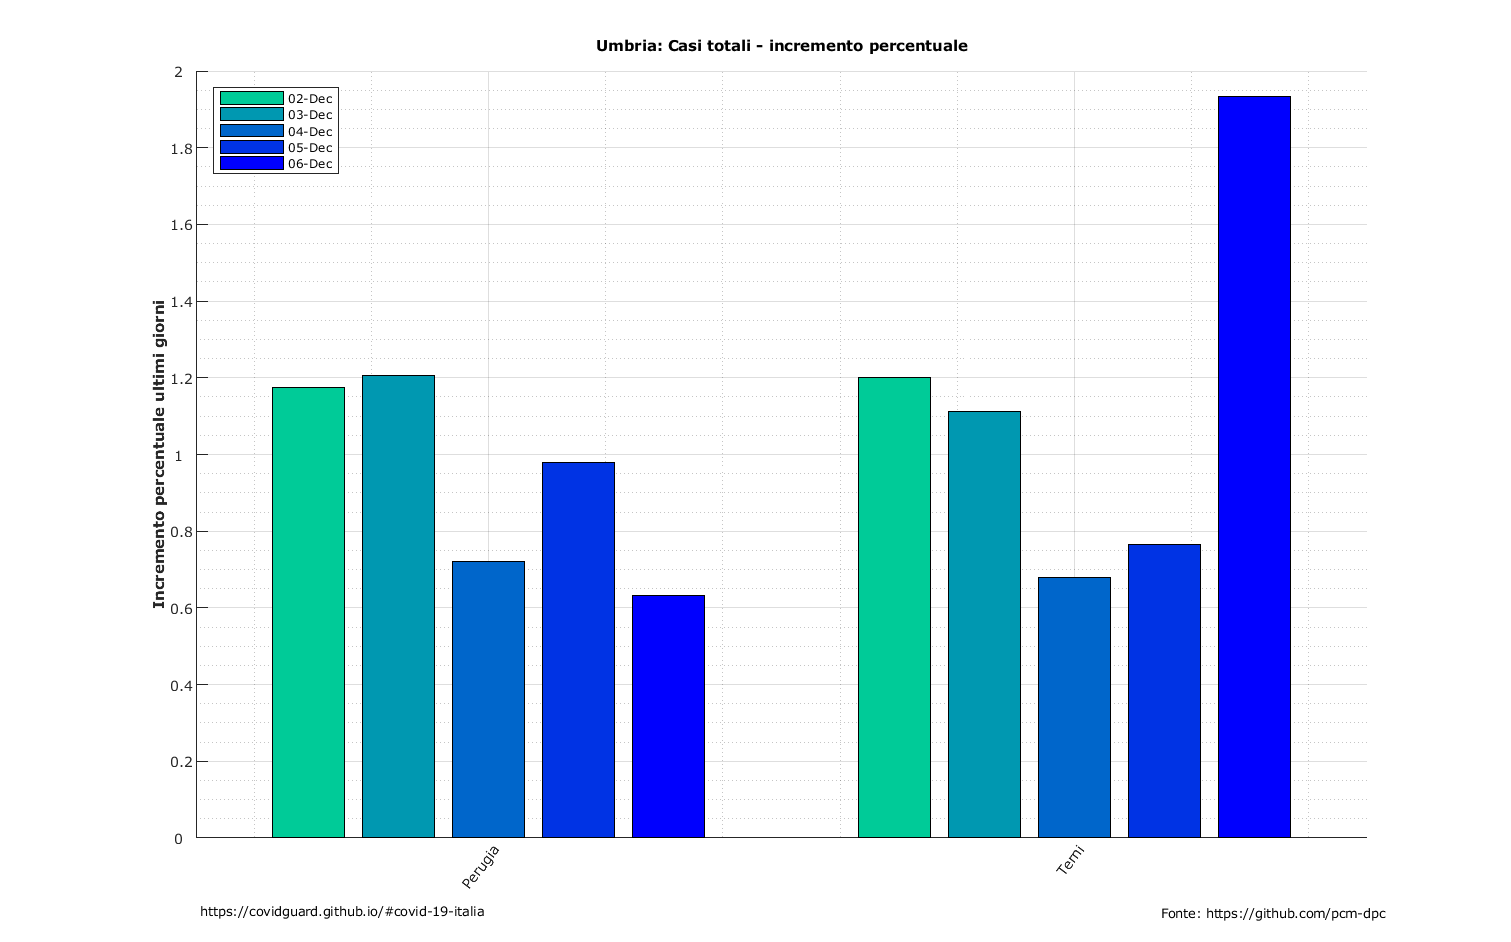 Umbria: Casi totali - incremento percentuale
02-Dec
03-Dec
04-Dec
05-Dec
06-Dec
Incremento percentuale ultimi giorni
2
1.8
1.6
1.4
1.2
1
0.8
0.6
0.4
0.2
0
Perugia
Terni
https://covidguard.github.io/#covid-19-italia
Fonte: https://github.com/pcm-dpc